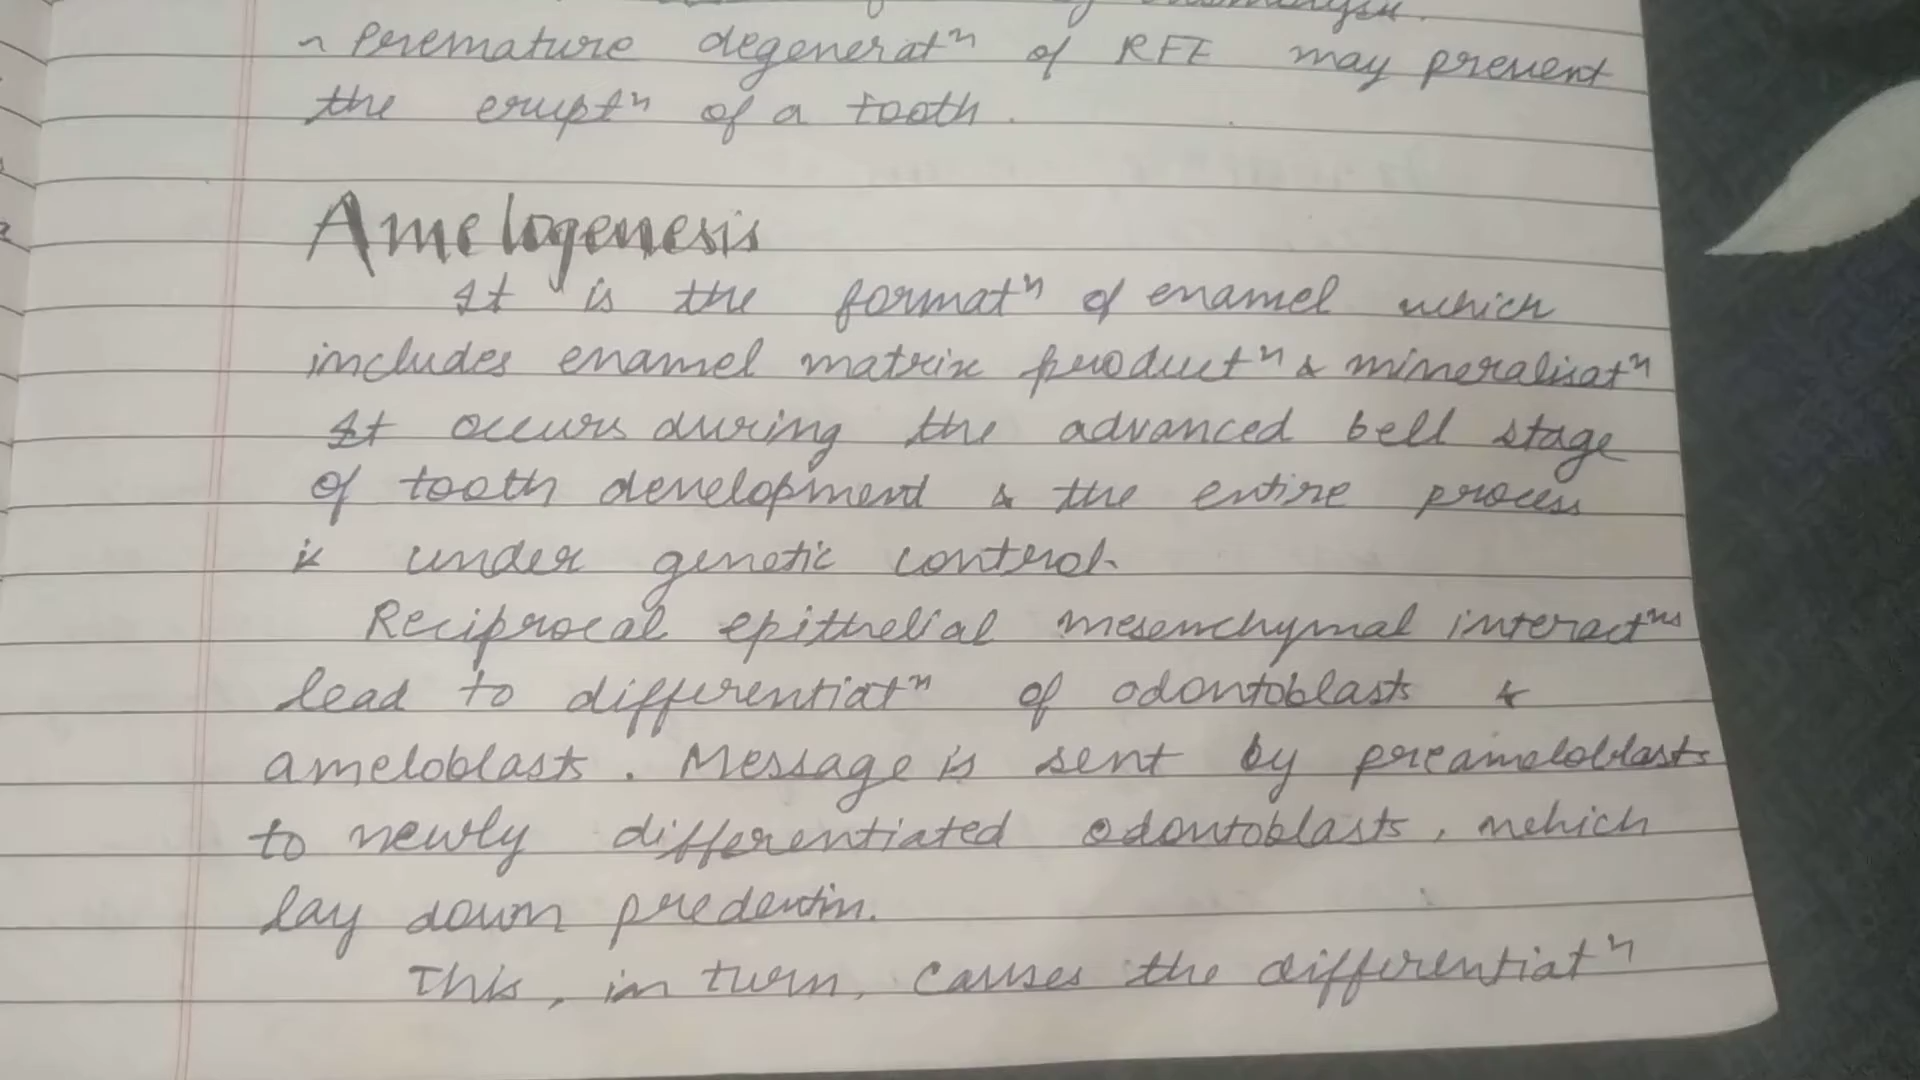 ~ Premature degeneratⁿ of REE may prevent
the eruptⁿ of a tooth.
Amelogenesis
It is the formatⁿ of enamel which
includes enamel matrix productⁿ & mineralisatⁿ
It occurs during the advanced bell stage
of tooth development & the entire process
is under genetic control.
Reciprocal epithelial mesenchymal interactⁿˢ
lead to differentiatⁿ of odontoblasts &
ameloblasts. Message is sent by preameloblasts
to newly differentiated odontoblasts, which
lay down predentin.
This, in turn, causes the differentiatⁿ